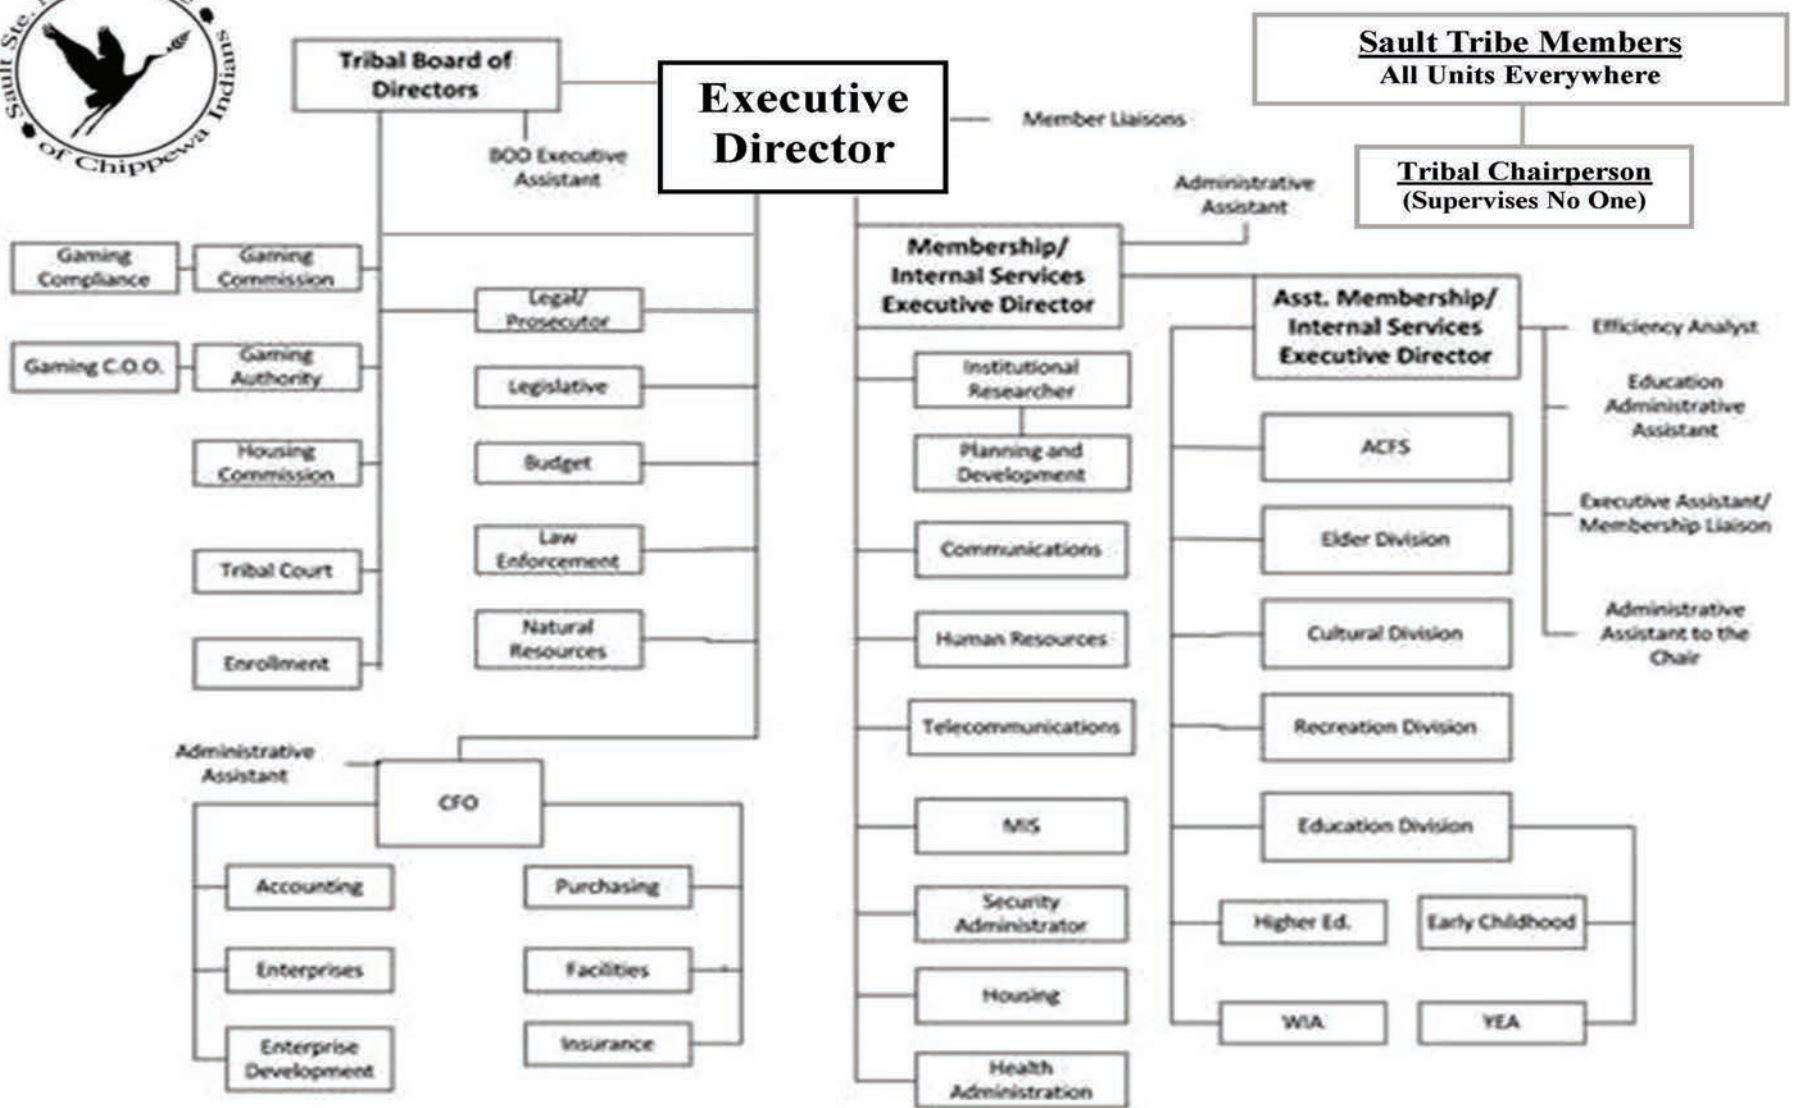 Sault Ste.
of Chippewa Indians
Tribal Board of
Directors
Executive
Director
Member Liaisons
Sault Tribe Members
All Units Everywhere
Tribal Chairperson
(Supervises No One)
BOD Executive
Assistant
Administrative
Assistant
Gaming
Compliance
Gaming
Commission
Legal/
Prosecutor
Membership/
Internal Services
Executive Director
Asst. Membership/
Internal Services
Executive Director
Efficiency Analyst
Gaming C.O.O.
Gaming
Authority
Legislative
Institutional
Researcher
Education
Administrative
Assistant
Housing
Commission
Budget
Planning and
Development
ACFS
Executive Assistant/
Membership Liaison
Tribal Court
Law
Enforcement
Communications
Elder Division
Enrollment
Natural
Resources
Human Resources
Cultural Division
Administrative
Assistant to the
Chair
Administrative
Assistant
CFO
Telecommunications
Recreation Division
MIS
Education Division
Accounting
Purchasing
Security
Administrator
Higher Ed.
Early Childhood
Enterprises
Facilities
Housing
WIA
YEA
Enterprise
Development
Insurance
Health
Administration